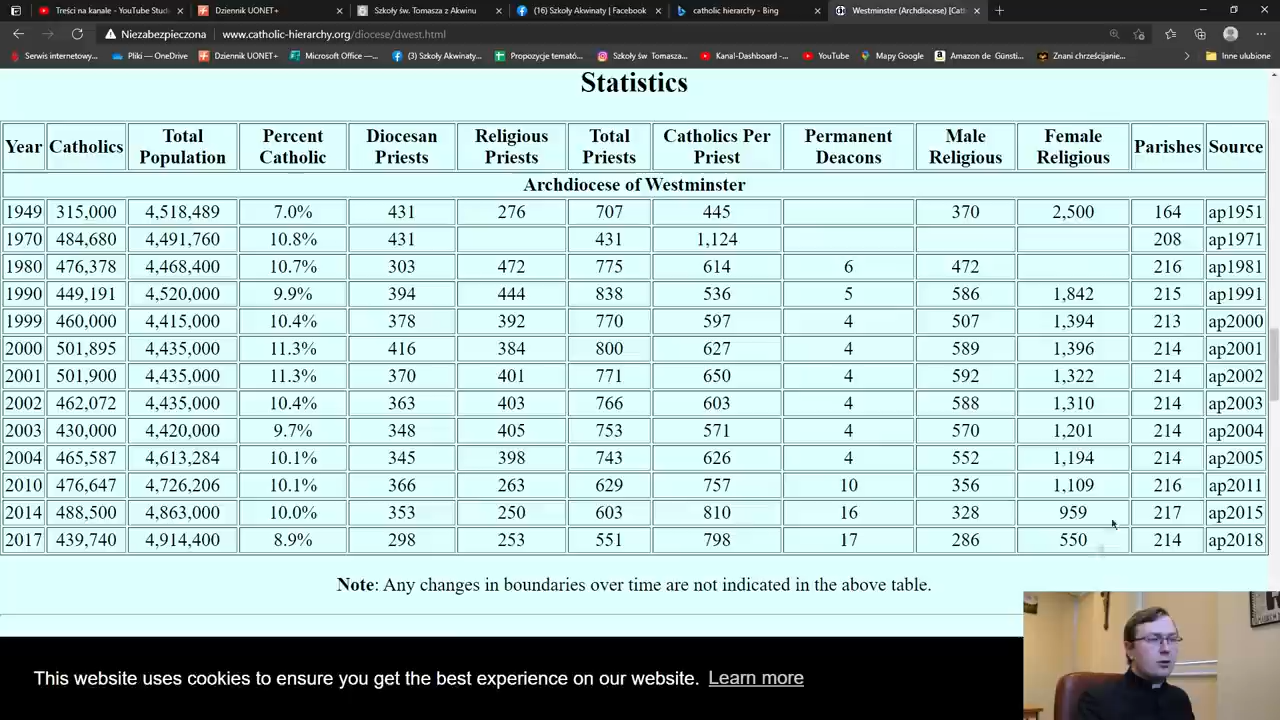 Treści na kanale - YouTube Stud
Dziennik UONET+
Szkoły św. Tomasza z Akwinu
(16) Szkoły Akwinaty | Facebook
catholic hierarchy - Bing
Westminster (Archdiocese) [Cat
Niezabezpieczona
www.catholic-hierarchy.org/diocese/dwest.html
Serwis internetowy...
Pliki — OneDrive
Dziennik UONET+
Microsoft Office —...
(3) Szkoły Akwinaty...
Propozycje temató...
Szkoły św. Tomasza...
Kanal-Dashboard -...
YouTube
Mapy Google
Amazon de Günsti...
Znani chrześcijanie...
Inne ulubione
Statistics
Year Catholics Total Population Percent Catholic Diocesan Priests Religious Priests Total Priests Catholics Per Priest Permanent Deacons Male Religious Female Religious Parishes Source
Archdiocese of Westminster
1949 315,000 4,518,489 7.0% 431 276 707 445 370 2,500 164 ap1951
1970 484,680 4,491,760 10.8% 431 431 1,124 208 ap1971
1980 476,378 4,468,400 10.7% 303 472 775 614 6 472 216 ap1981
1990 449,191 4,520,000 9.9% 394 444 838 536 5 586 1,842 215 ap1991
1999 460,000 4,415,000 10.4% 378 392 770 597 4 507 1,394 213 ap2000
2000 501,895 4,435,000 11.3% 416 384 800 627 4 589 1,396 214 ap2001
2001 501,900 4,435,000 11.3% 370 401 771 650 4 592 1,322 214 ap2002
2002 462,072 4,435,000 10.4% 363 403 766 603 4 588 1,310 214 ap2003
2003 430,000 4,420,000 9.7% 348 405 753 571 4 570 1,201 214 ap2004
2004 465,587 4,613,284 10.1% 345 398 743 626 4 552 1,194 214 ap2005
2010 476,647 4,726,206 10.1% 366 263 629 757 10 356 1,109 216 ap2011
2014 488,500 4,863,000 10.0% 353 250 603 810 16 328 959 217 ap2015
2017 439,740 4,914,400 8.9% 298 253 551 798 17 286 550 214 ap2018
Note: Any changes in boundaries over time are not indicated in the above table.
This website uses cookies to ensure you get the best experience on our website. Learn more